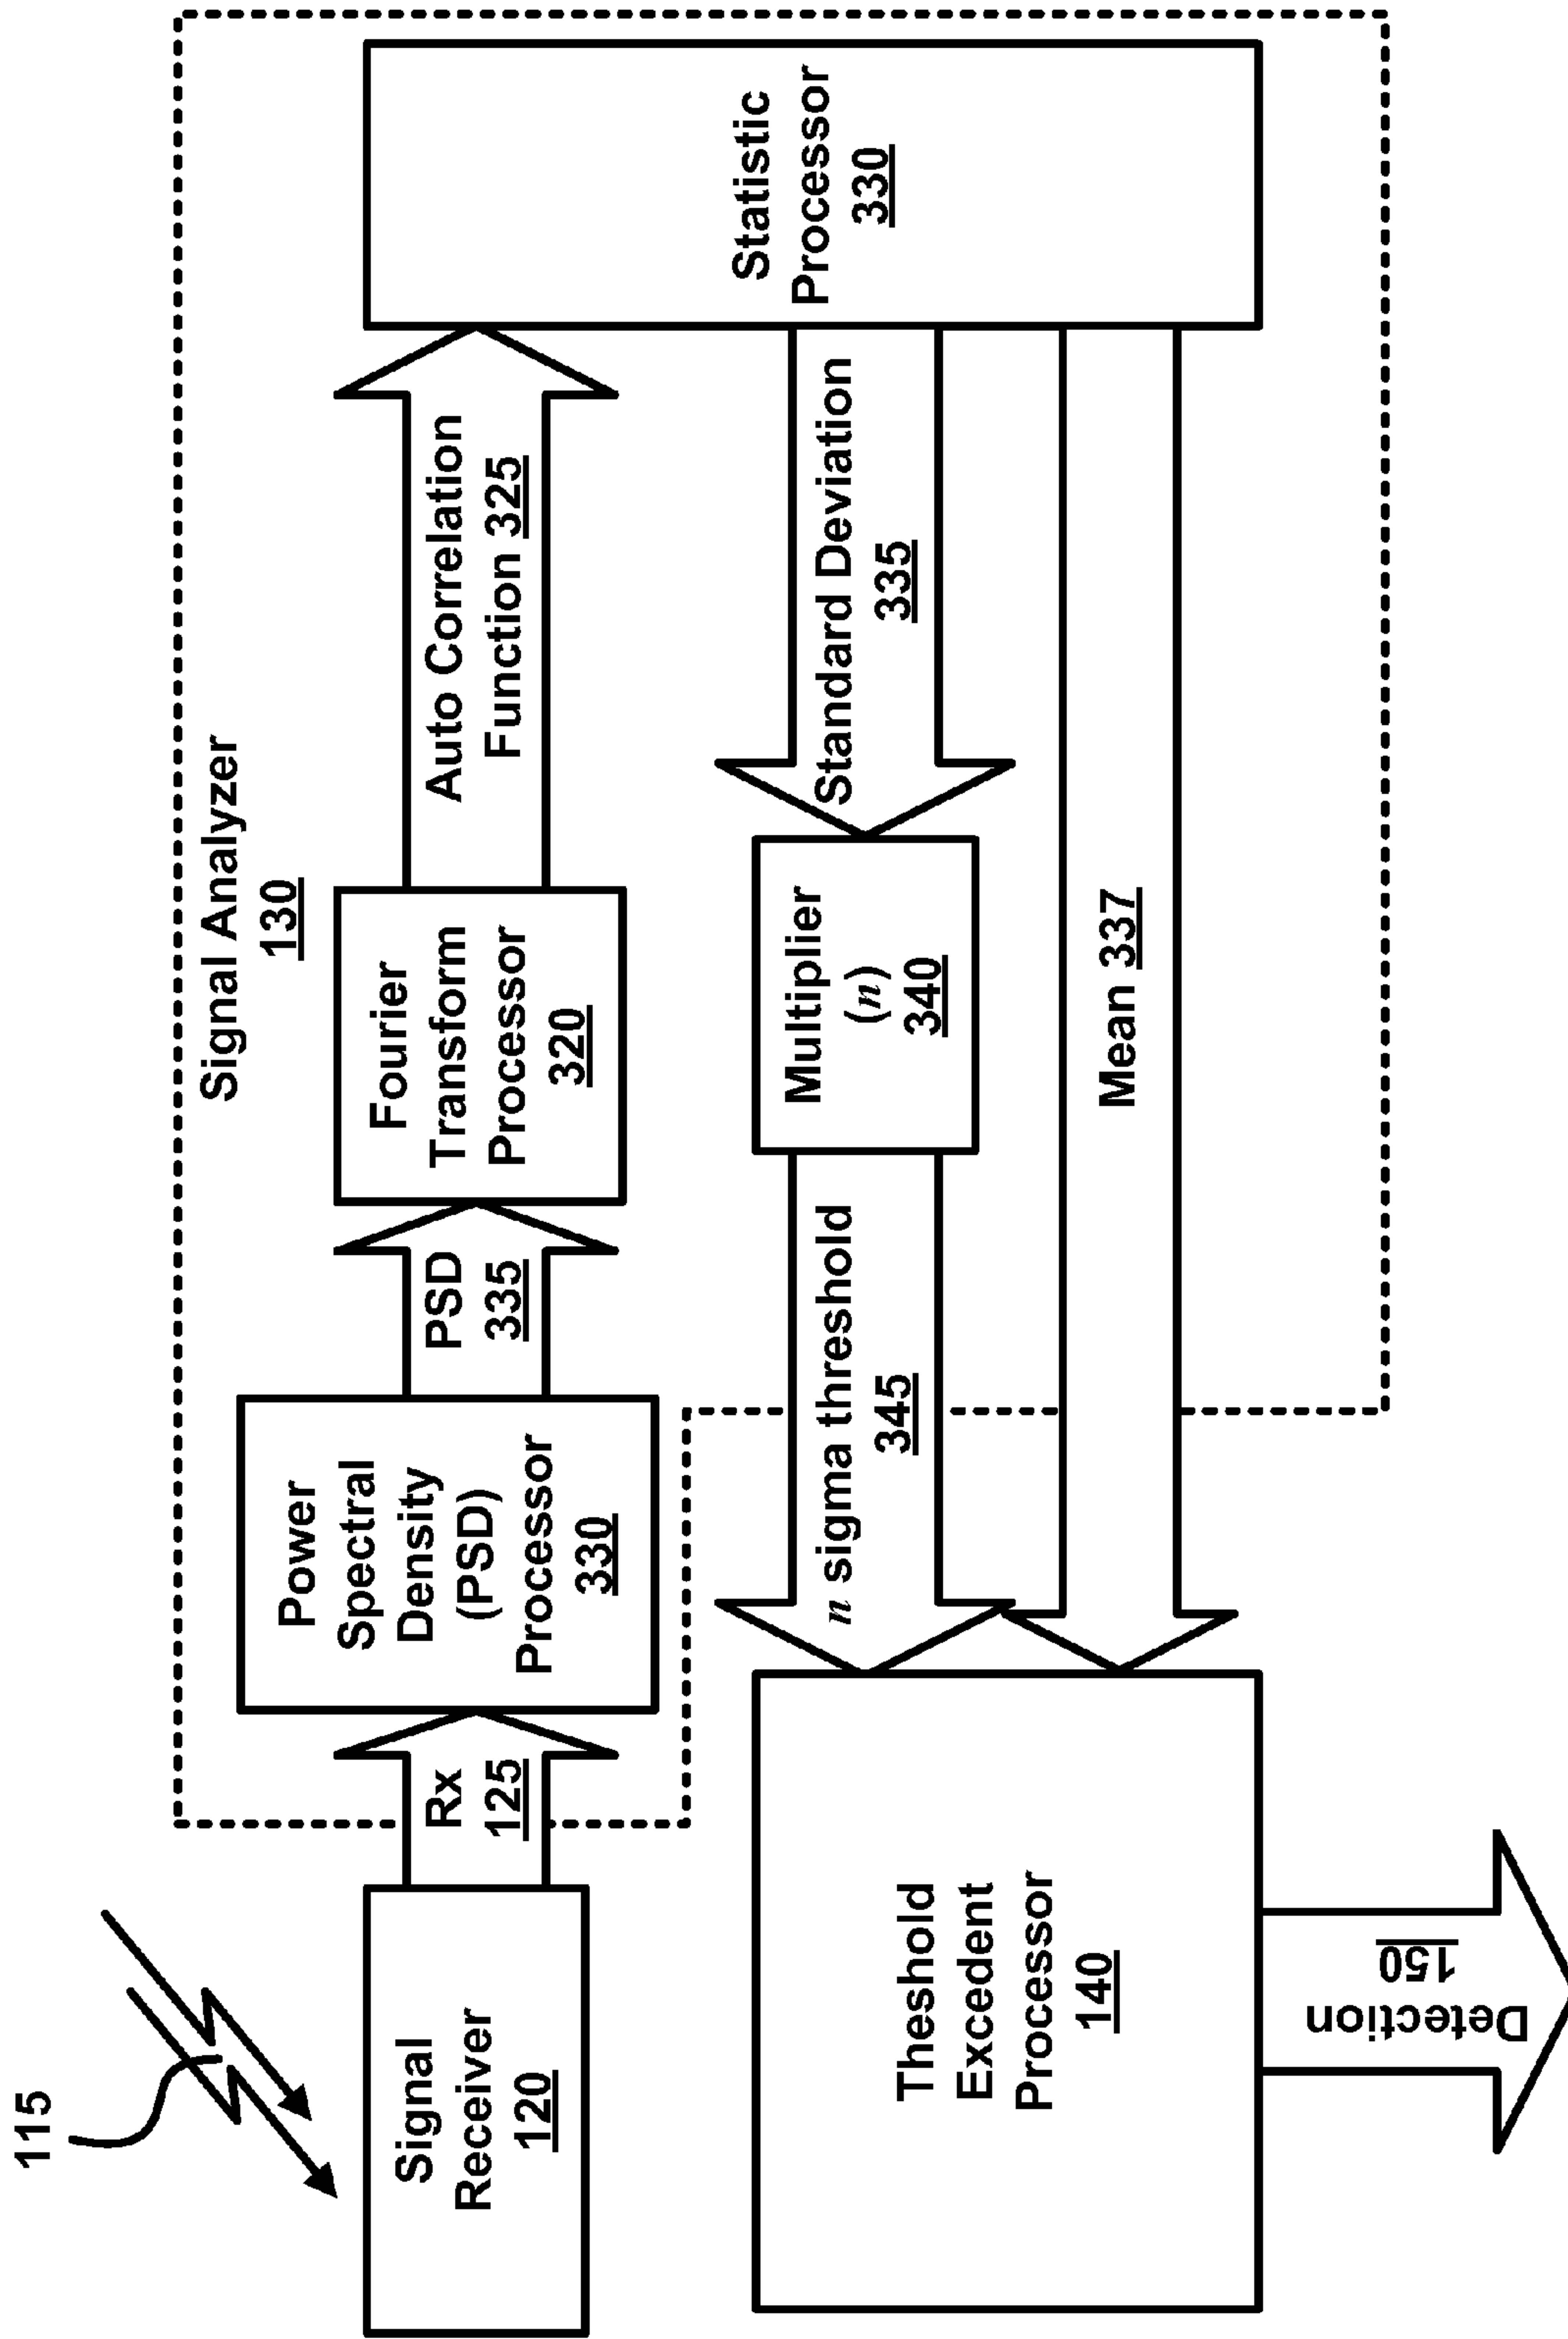 115
Signal Analyzer
130
Signal
Receiver
120
Rx
125
Power
Spectral
Density
(PSD)
Processor
330
PSD
335
Fourier
Transform
Processor
320
Auto Correlation
Function 325
Statistic
Processor
330
Standard Deviation
335
Multiplier
(n)
340
n sigma threshold
345
Mean 337
Theshold
Excedent
Processor
140
Detection
150